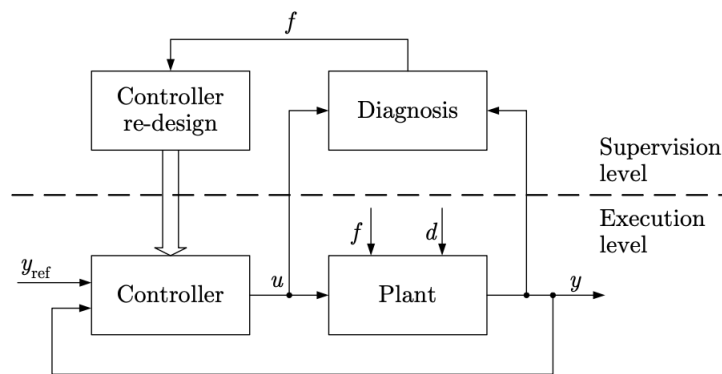 f
Controller
re-design
Diagnosis
Supervision
level
Execution
level
f
d
y_ref
Controller
u
Plant
y